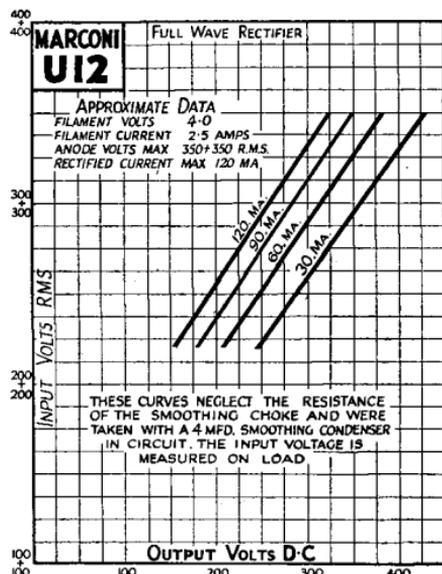 MARCONI
U12
FULL WAVE RECTIFIER
APPROXIMATE DATA
FILAMENT VOLTS 4·0
FILAMENT CURRENT 2·5 AMPS
ANODE VOLTS MAX 350+350 R.M.S.
RECTIFIED CURRENT MAX 120 MA
120. MA.
90. MA.
60. MA.
30. MA.
THESE CURVES NEGLECT THE RESISTANCE
OF THE SMOOTHING CHOKE AND WERE
TAKEN WITH A 4 MFD. SMOOTHING CONDENSER
IN CIRCUIT. THE INPUT VOLTAGE IS
MEASURED ON LOAD
INPUT VOLTS RMS
400
400
300
300
200
200
100
100
100
200
300
400
OUTPUT VOLTS D·C